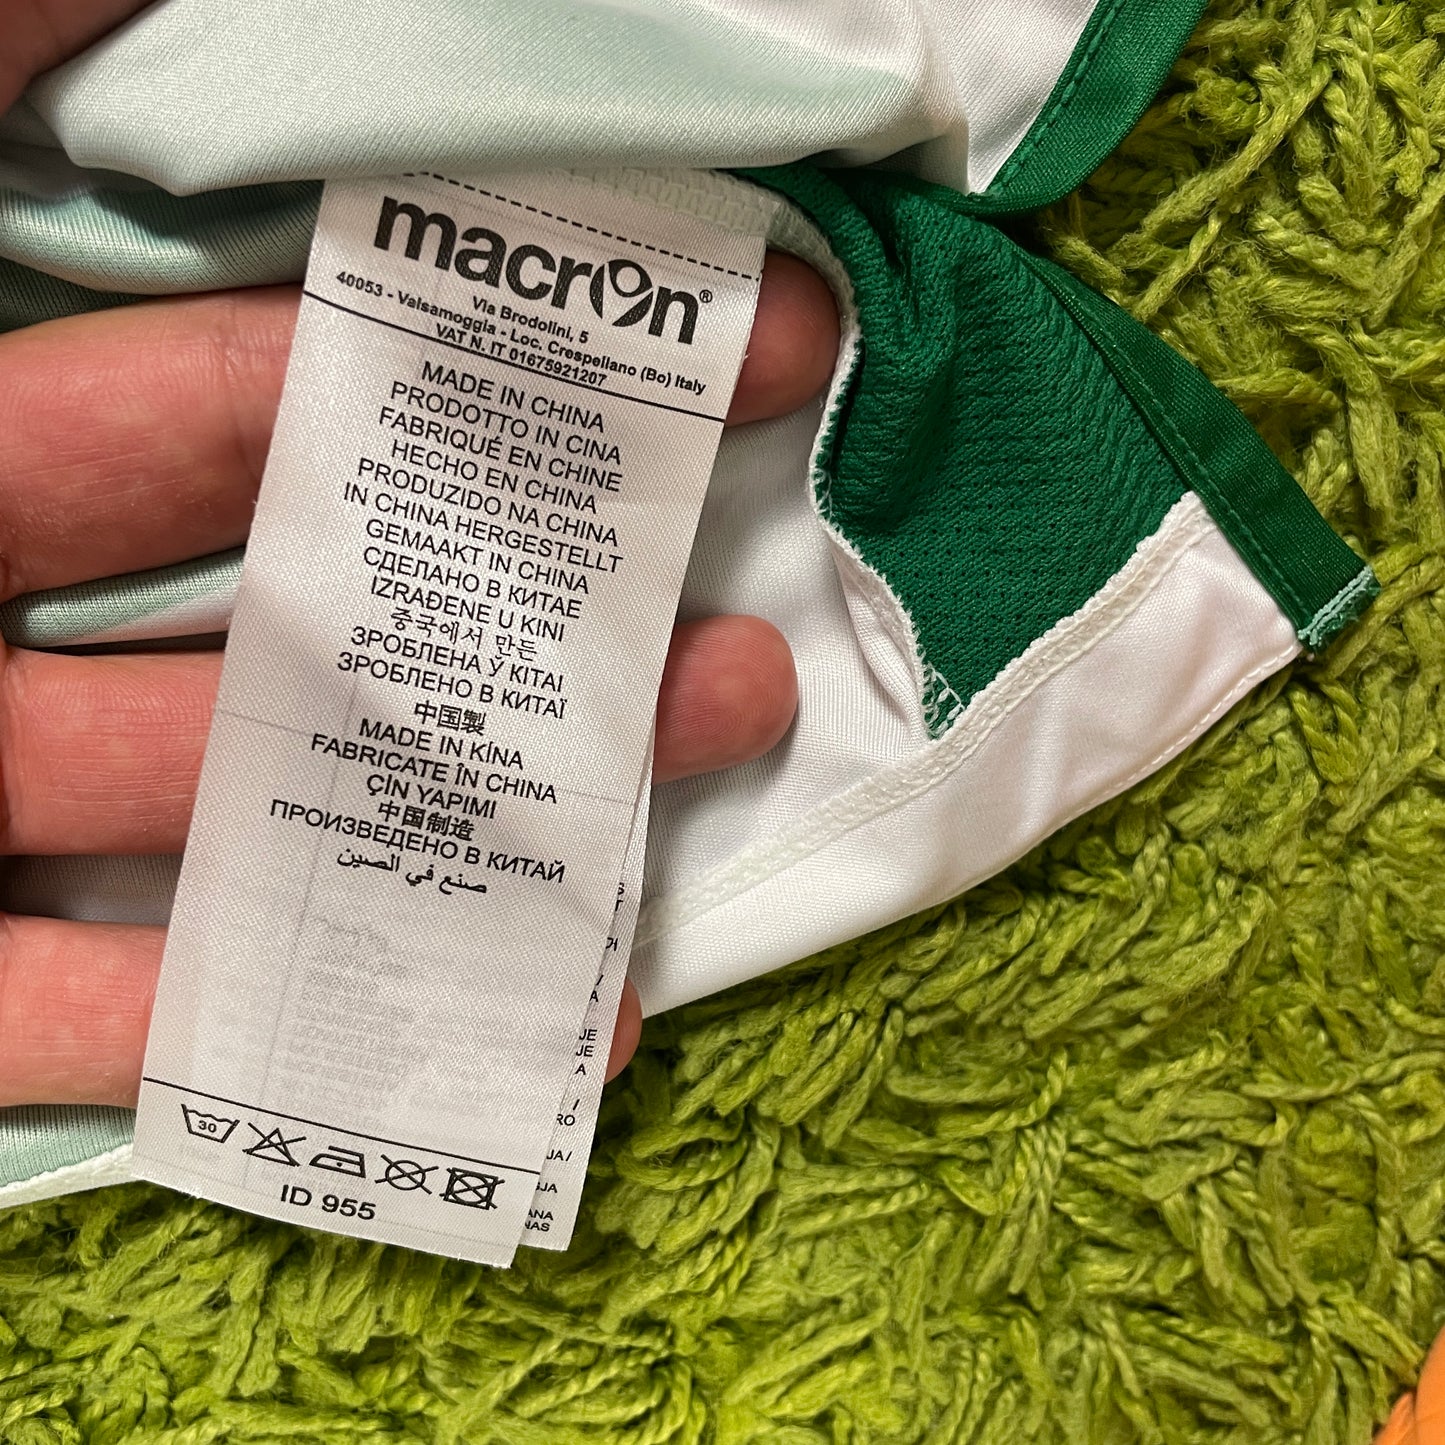 macron®
Via Brodolini, 5
40053 - Valsamoggia - Loc. Crespellano (Bo) Italy
VAT N. IT 01675921207
MADE IN CHINA
PRODOTTO IN CINA
FABRIQUÉ EN CHINE
HECHO EN CHINA
PRODUZIDO NA CHINA
IN CHINA HERGESTELLT
GEMAAKT IN CHINA
СДЕЛАНО В КИТАЕ
IZRAĐENE U KINI
중국에서 만든
ЗРОБЛЕНА Ў КІТАІ
ЗРОБЛЕНО В КИТАЇ
中国製
MADE IN KÍNA
FABRICATE ÎN CHINA
ÇİN YAPIMI
中国制造
ПРОИЗВЕДЕНО В КИТАЙ
صنع في الصين
30
ID 955